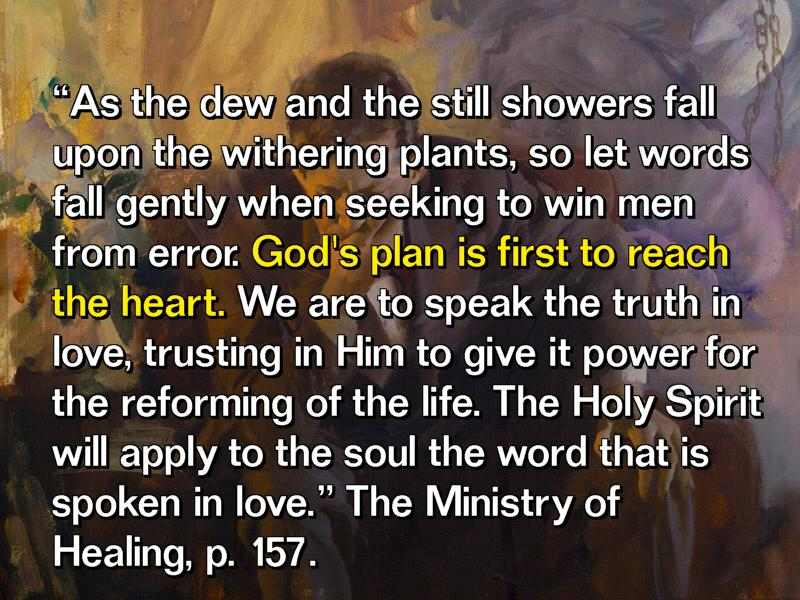 “As the dew and the still showers fall
upon the withering plants, so let words
fall gently when seeking to win men
from error. God's plan is first to reach
the heart. We are to speak the truth in
love, trusting in Him to give it power for
the reforming of the life. The Holy Spirit
will apply to the soul the word that is
spoken in love.” The Ministry of
Healing, p. 157.